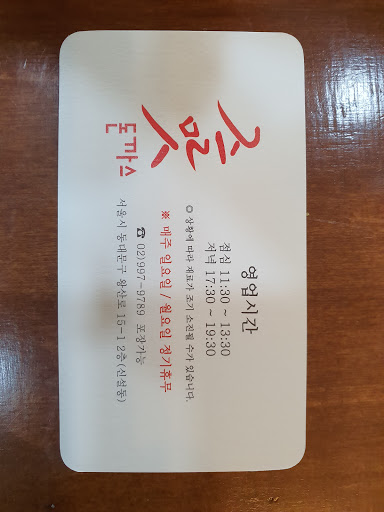 즐맛
돈까스
영업시간
점심 11:30 ~ 13:30
저녁 17:30 ~ 19:30
◎ 상황에 따라 재료가 조기 소진될 수가 있습니다.
※ 매주 일요일 / 월요일 정기휴무
☎ 02)997-9789 포장가능
서울시 동대문구 왕산로 15-1 2층(신설동)